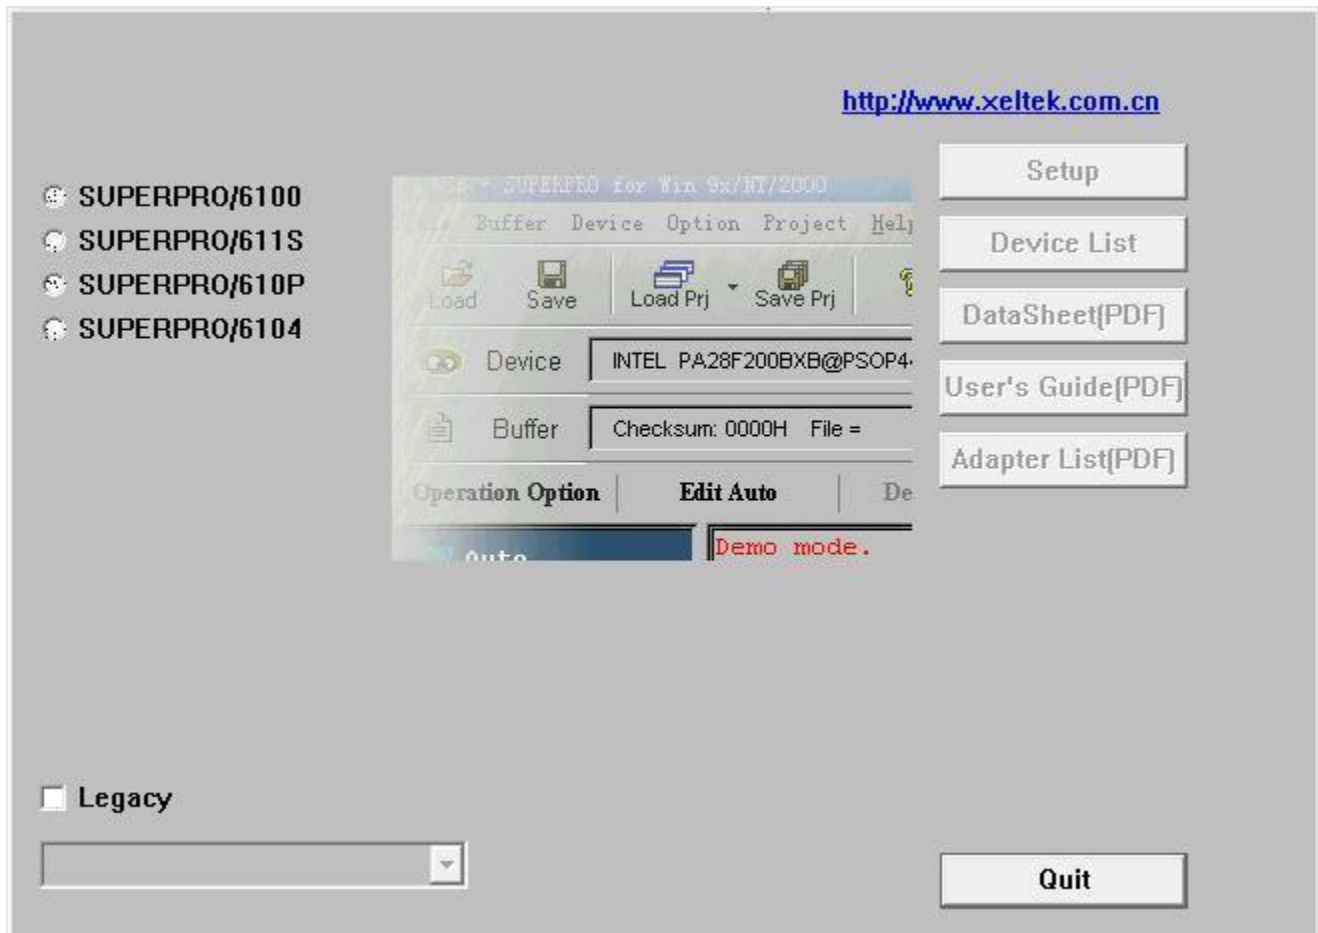 http://www.xeltek.com.cn
SUPERPRO/6100
SUPERPRO/611S
SUPERPRO/610P
SUPERPRO/6104
SUPERPRO for Win 9x/NT/2000
Buffer Device Option Project Help
Load Save Load Prj Save Prj
Device INTEL PA28F200BXB@PSOP4
Buffer Checksum: 0000H File =
Operation Option Edit Auto De
Auto
Demo mode.
Setup
Device List
DataSheet(PDF)
User's Guide(PDF)
Adapter List(PDF)
Legacy
Quit